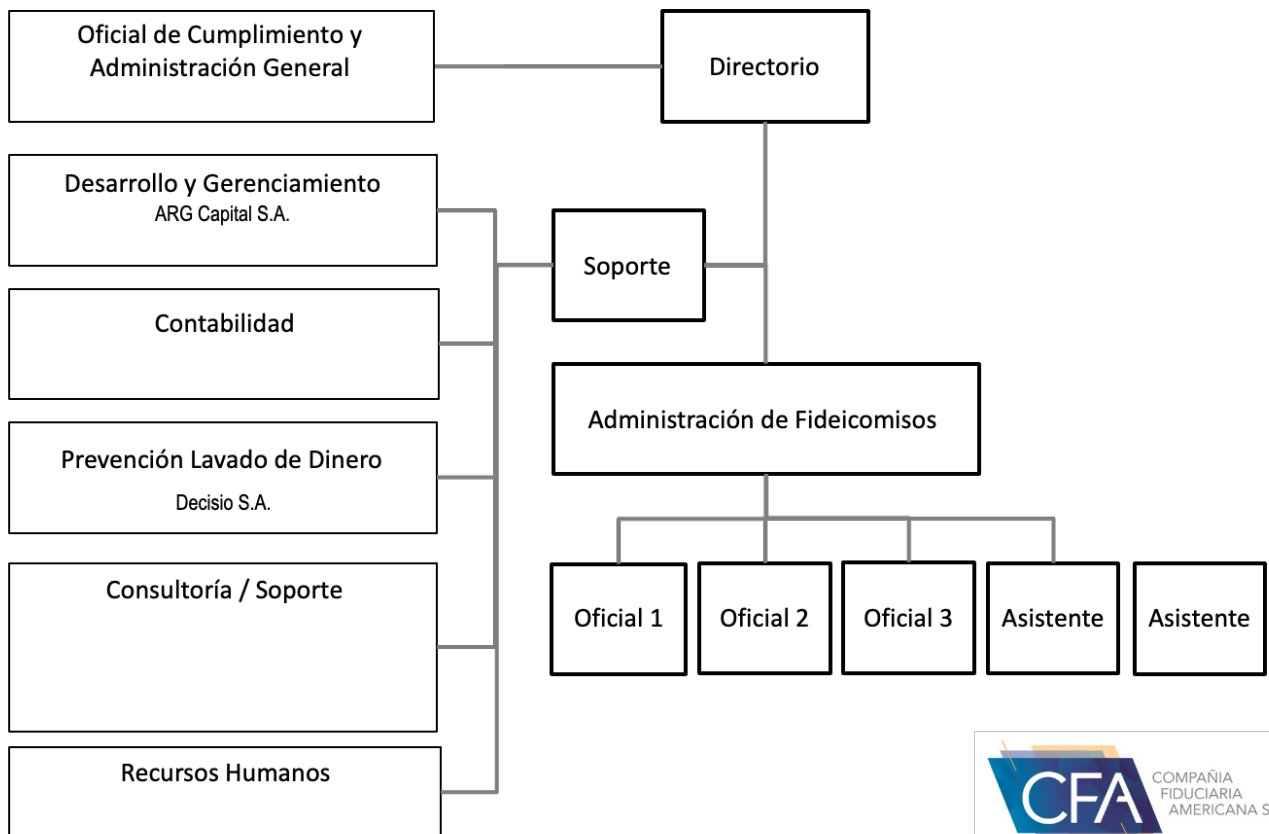 Oficial de Cumplimiento y
Administración General
Directorio
Desarrollo y Gerenciamiento
ARG Capital S.A.
Soporte
Contabilidad
Administración de Fideicomisos
Prevención Lavado de Dinero
Decisio S.A.
Consultoría / Soporte
Oficial 1
Oficial 2
Oficial 3
Asistente
Asistente
Recursos Humanos
CFA
COMPAÑIA
FIDUCIARIA
AMERICANA S